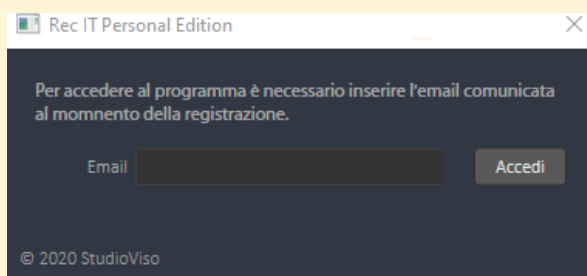 Rec IT Personal Edition
Per accedere al programma è necessario inserire l'email comunicata
al momnento della registrazione.
Email
Accedi
© 2020 StudioViso